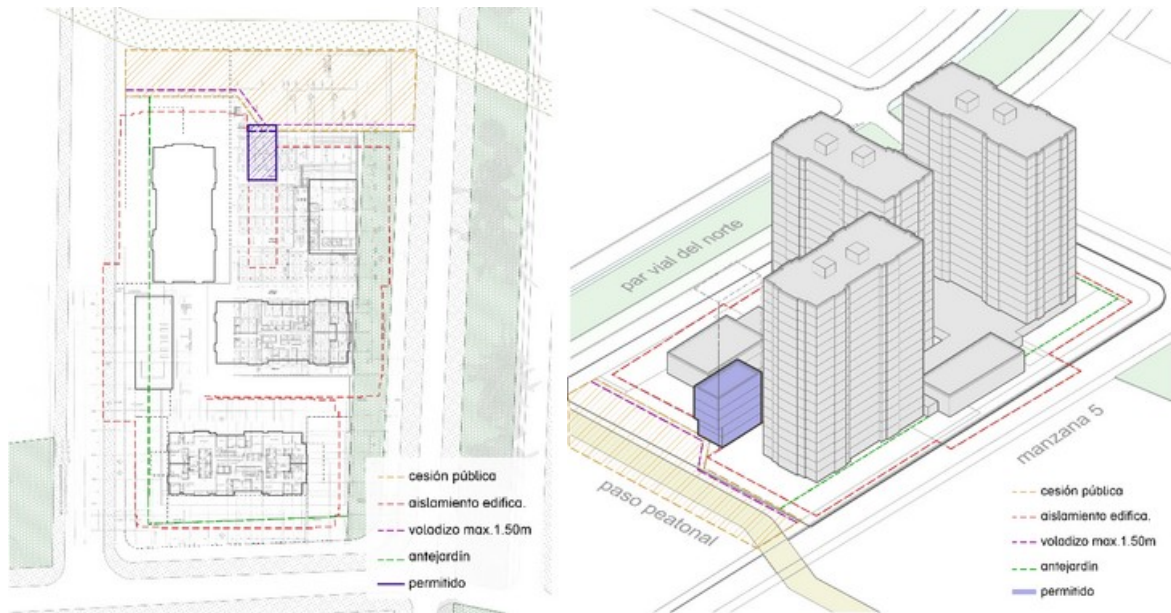 cesión pública
aislamiento edifica.
voladizo max.1.50m
antejardín
permitido
par vial del norte
manzana 5
paso peatonal
cesión pública
aislamiento edifica.
voladizo max.1.50m
antejardín
permitido